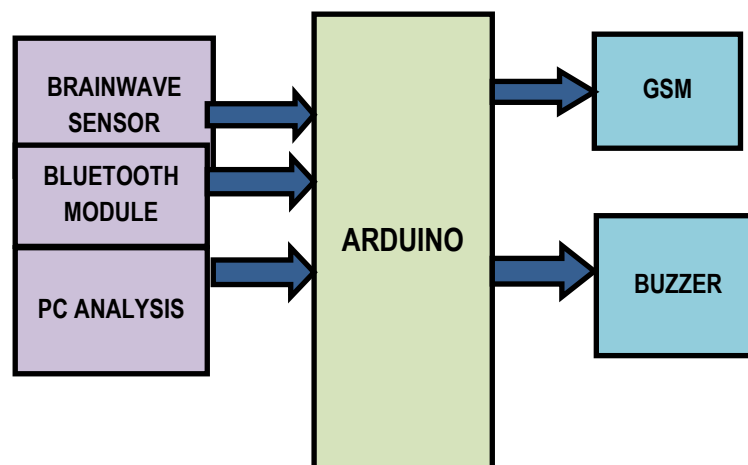 BRAINWAVE
SENSOR
BLUETOOTH
MODULE
PC ANALYSIS
ARDUINO
GSM
BUZZER